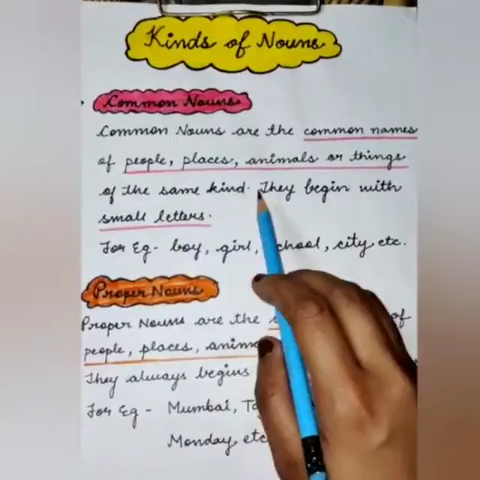 Kinds of Nouns
Common Nouns
Common Nouns are the common names
of people, places, animals or things
of the same kind. They begin with
small letters.
For Eg- boy, girl, school, city etc.
Proper Nouns
Proper Nouns are the of
people, places,
They always begins
For Eg - Mumbai,
Monday etc